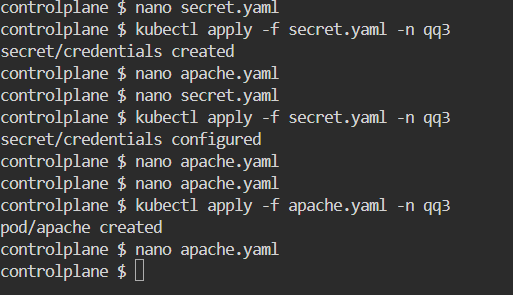 controlplane $ nano secret.yaml
controlplane $ kubectl apply -f secret.yaml -n qq3
secret/credentials created
controlplane $ nano apache.yaml
controlplane $ nano secret.yaml
controlplane $ kubectl apply -f secret.yaml -n qq3
secret/credentials configured
controlplane $ nano apache.yaml
controlplane $ nano apache.yaml
controlplane $ kubectl apply -f apache.yaml -n qq3
pod/apache created
controlplane $ nano apache.yaml
controlplane $